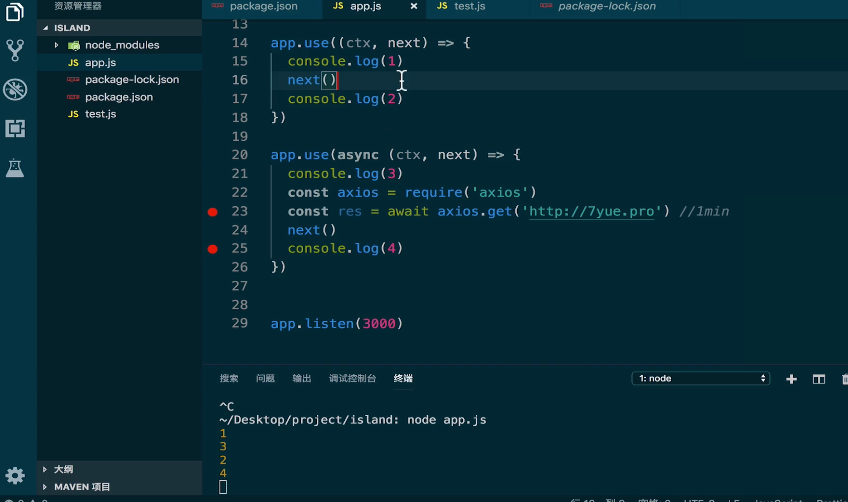 资源管理器
ISLAND
node_modules
JS app.js
package-lock.json
package.json
JS test.js
大纲
MAVEN 项目
package.json JS app.js × JS test.js package-lock.json
13
14 app.use((ctx, next) => {
15 console.log(1)
16 next()
17 console.log(2)
18 })
19
20 app.use(async (ctx, next) => {
21 console.log(3)
22 const axios = require('axios')
23 const res = await axios.get('http://7yue.pro') //1min
24 next()
25 console.log(4)
26 })
27
28
29 app.listen(3000)
搜索 问题 输出 调试控制台 终端 1: node
^C
~/Desktop/project/island: node app.js
1
3
2
4